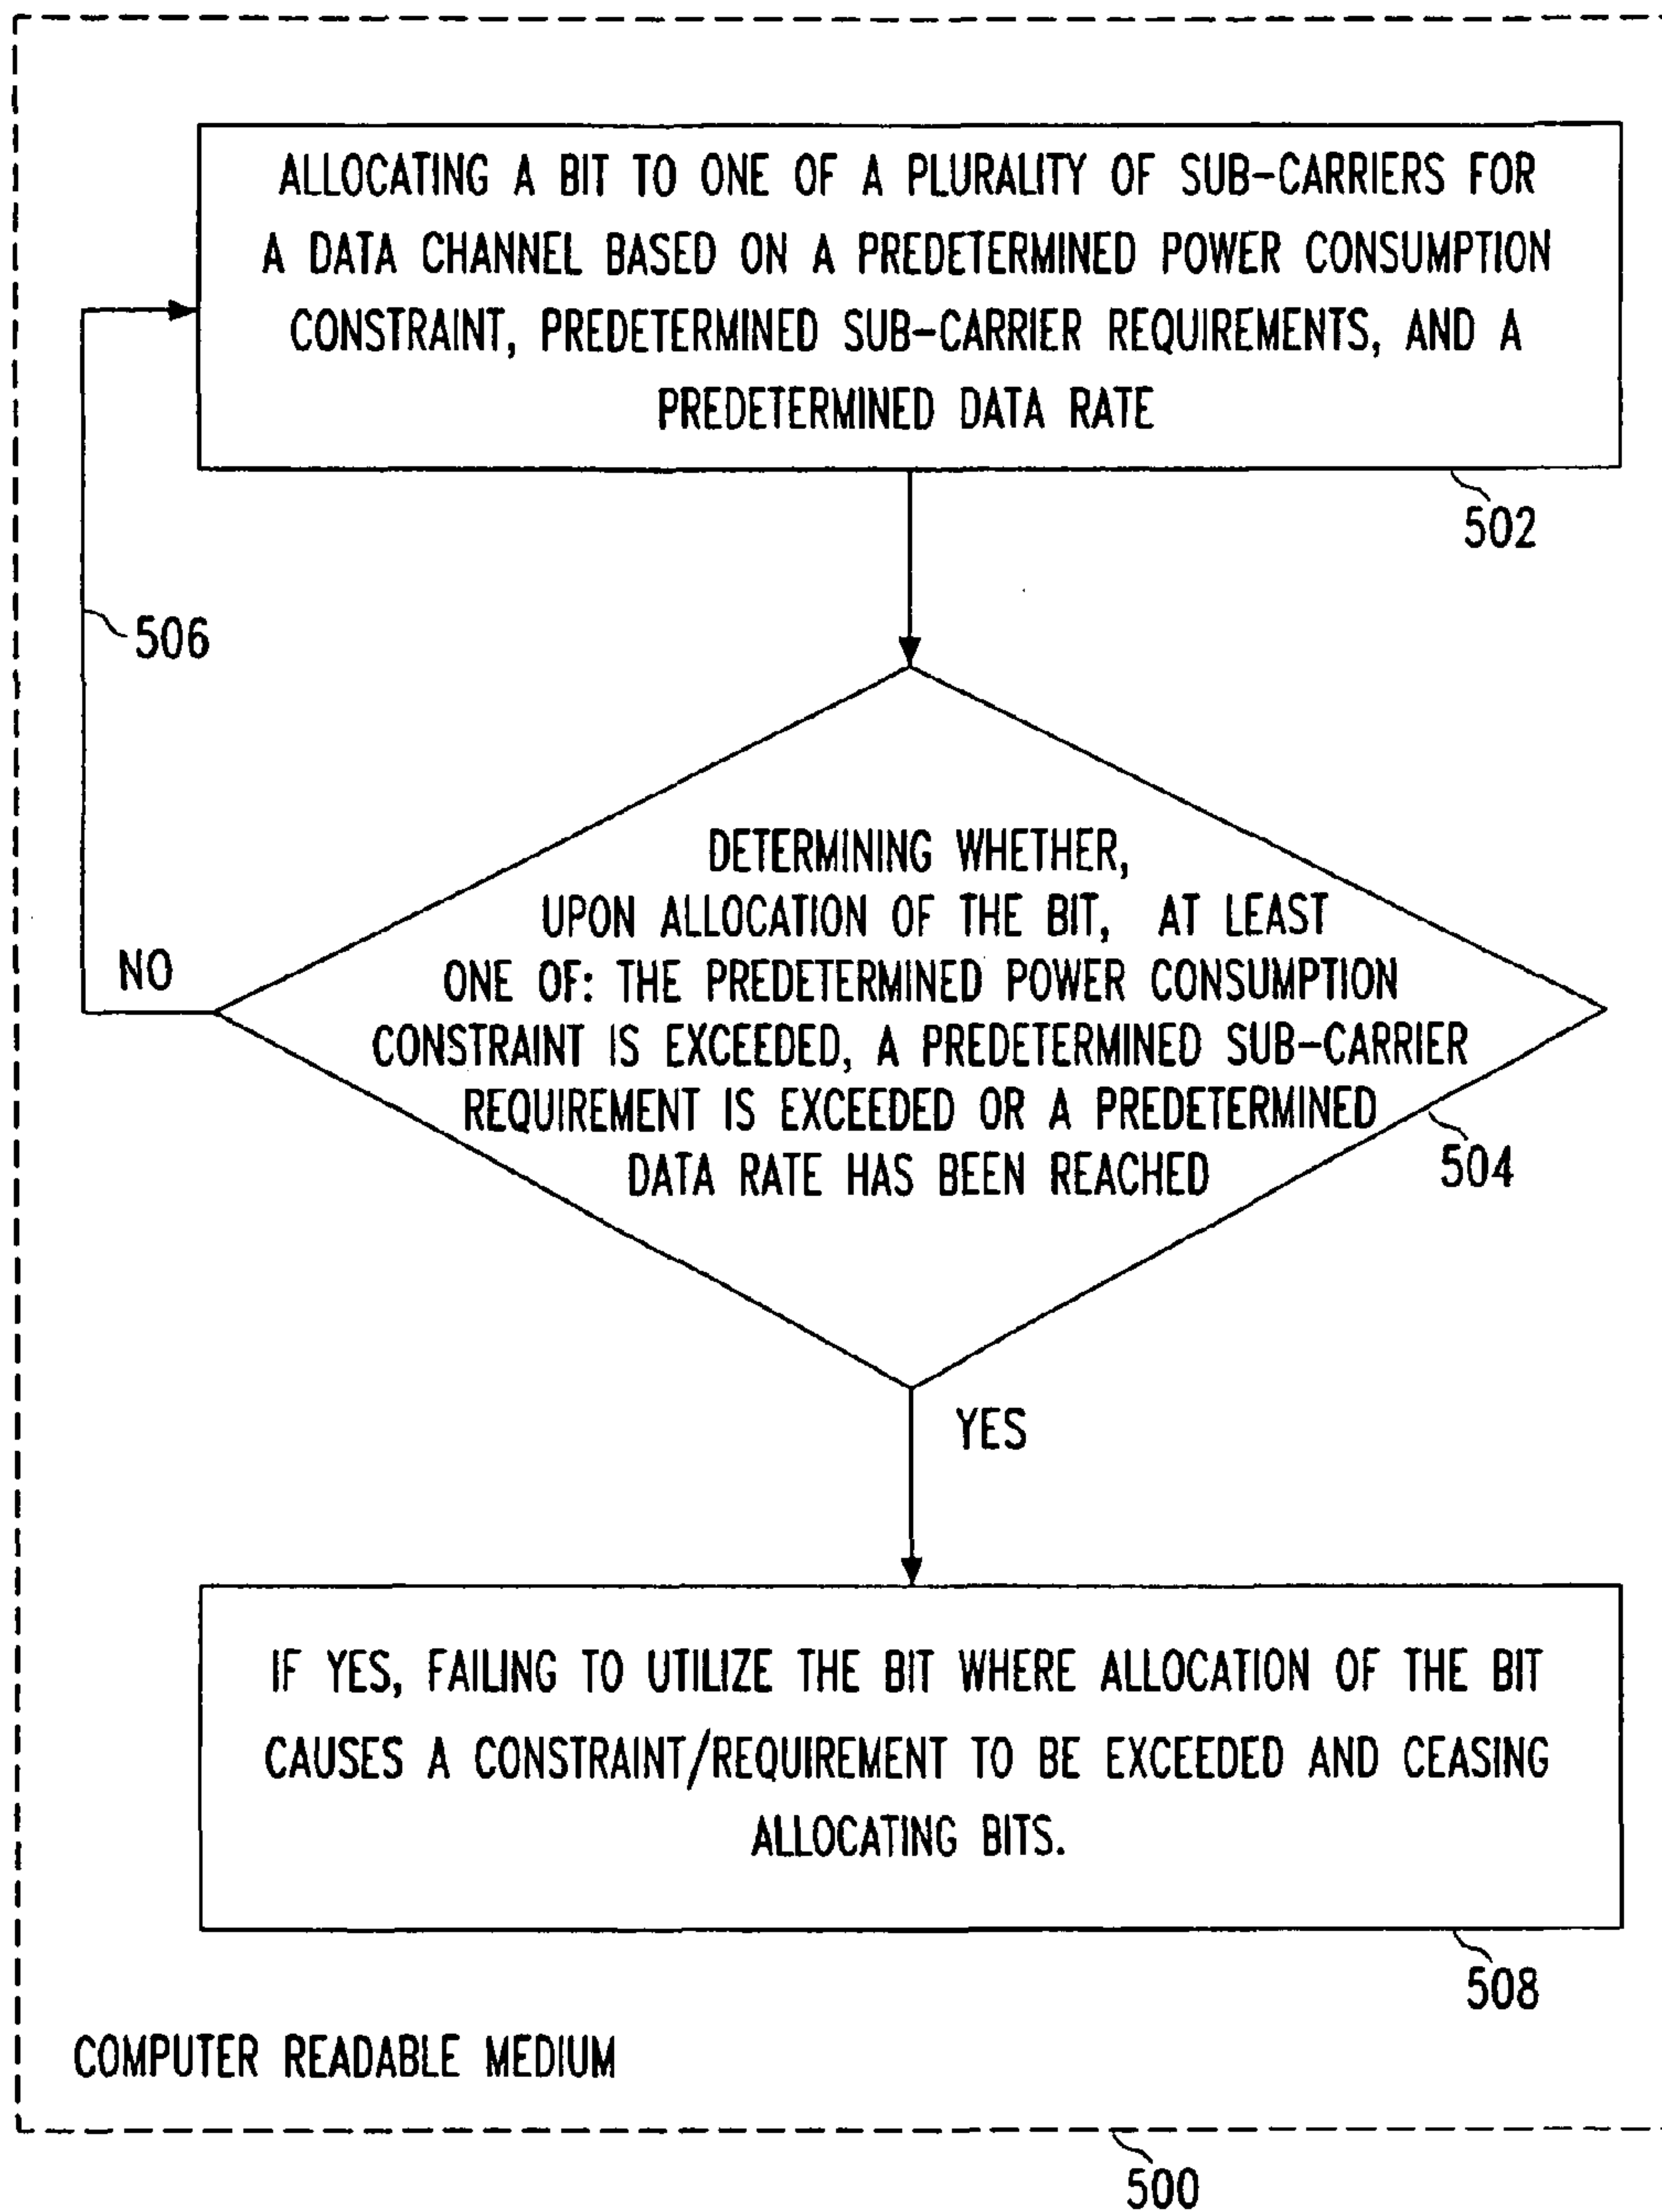 ALLOCATING A BIT TO ONE OF A PLURALITY OF SUB-CARRIERS FOR
A DATA CHANNEL BASED ON A PREDETERMINED POWER CONSUMPTION
CONSTRAINT, PREDETERMINED SUB-CARRIER REQUIREMENTS, AND A
PREDETERMINED DATA RATE
502
506
DETERMINING WHETHER,
UPON ALLOCATION OF THE BIT, AT LEAST
ONE OF: THE PREDETERMINED POWER CONSUMPTION
CONSTRAINT IS EXCEEDED, A PREDETERMINED SUB-CARRIER
REQUIREMENT IS EXCEEDED OR A PREDETERMINED
DATA RATE HAS BEEN REACHED
NO
504
YES
IF YES, FAILING TO UTILIZE THE BIT WHERE ALLOCATION OF THE BIT
CAUSES A CONSTRAINT/REQUIREMENT TO BE EXCEEDED AND CEASING
ALLOCATING BITS.
508
COMPUTER READABLE MEDIUM
500